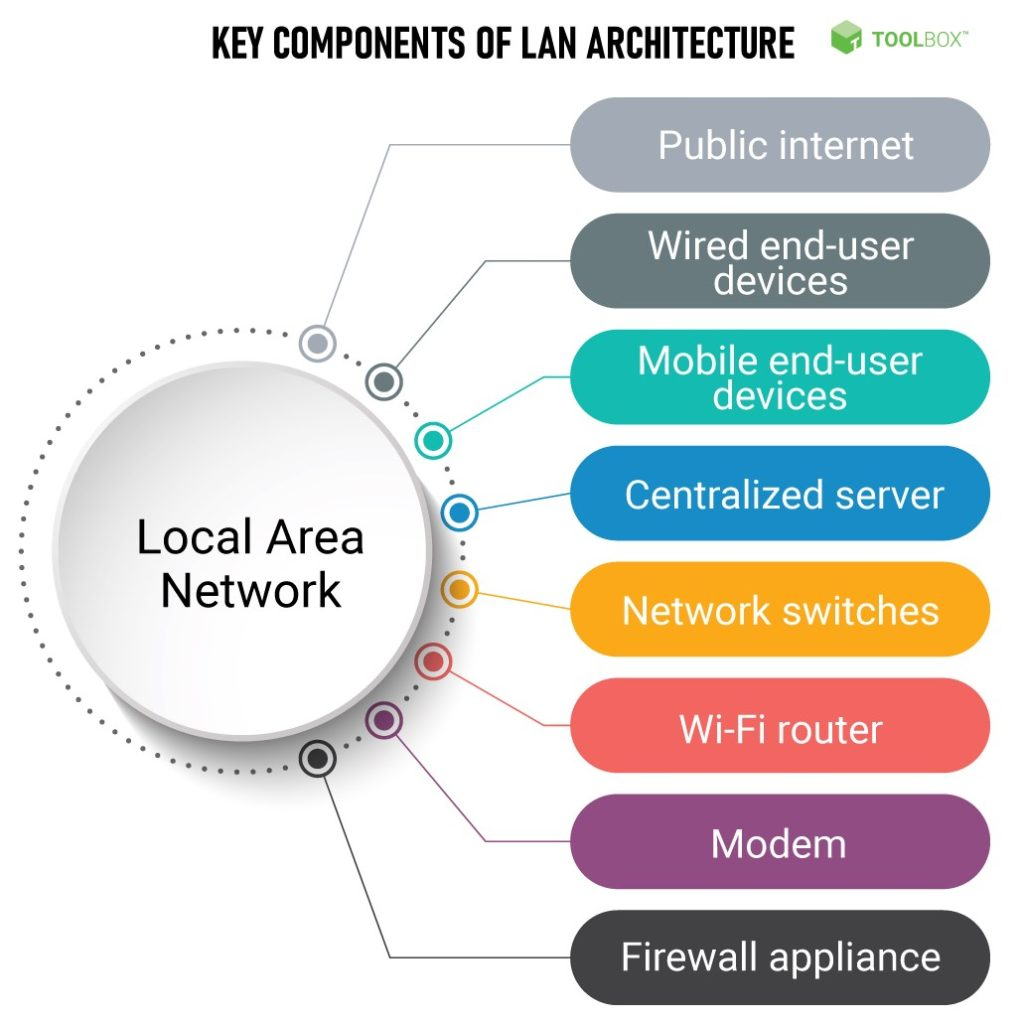 KEY COMPONENTS OF LAN ARCHITECTURE
TOOLBOX™
Public internet
Wired end-user
devices
Mobile end-user
devices
Centralized server
Local Area
Network
Network switches
Wi-Fi router
Modem
Firewall appliance